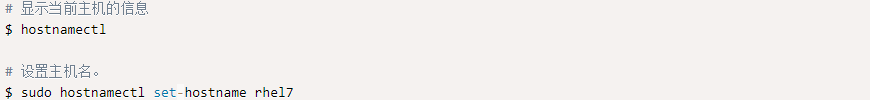 # 显示当前主机的信息
$ hostnamectl
# 设置主机名。
$ sudo hostnamectl set-hostname rhel7